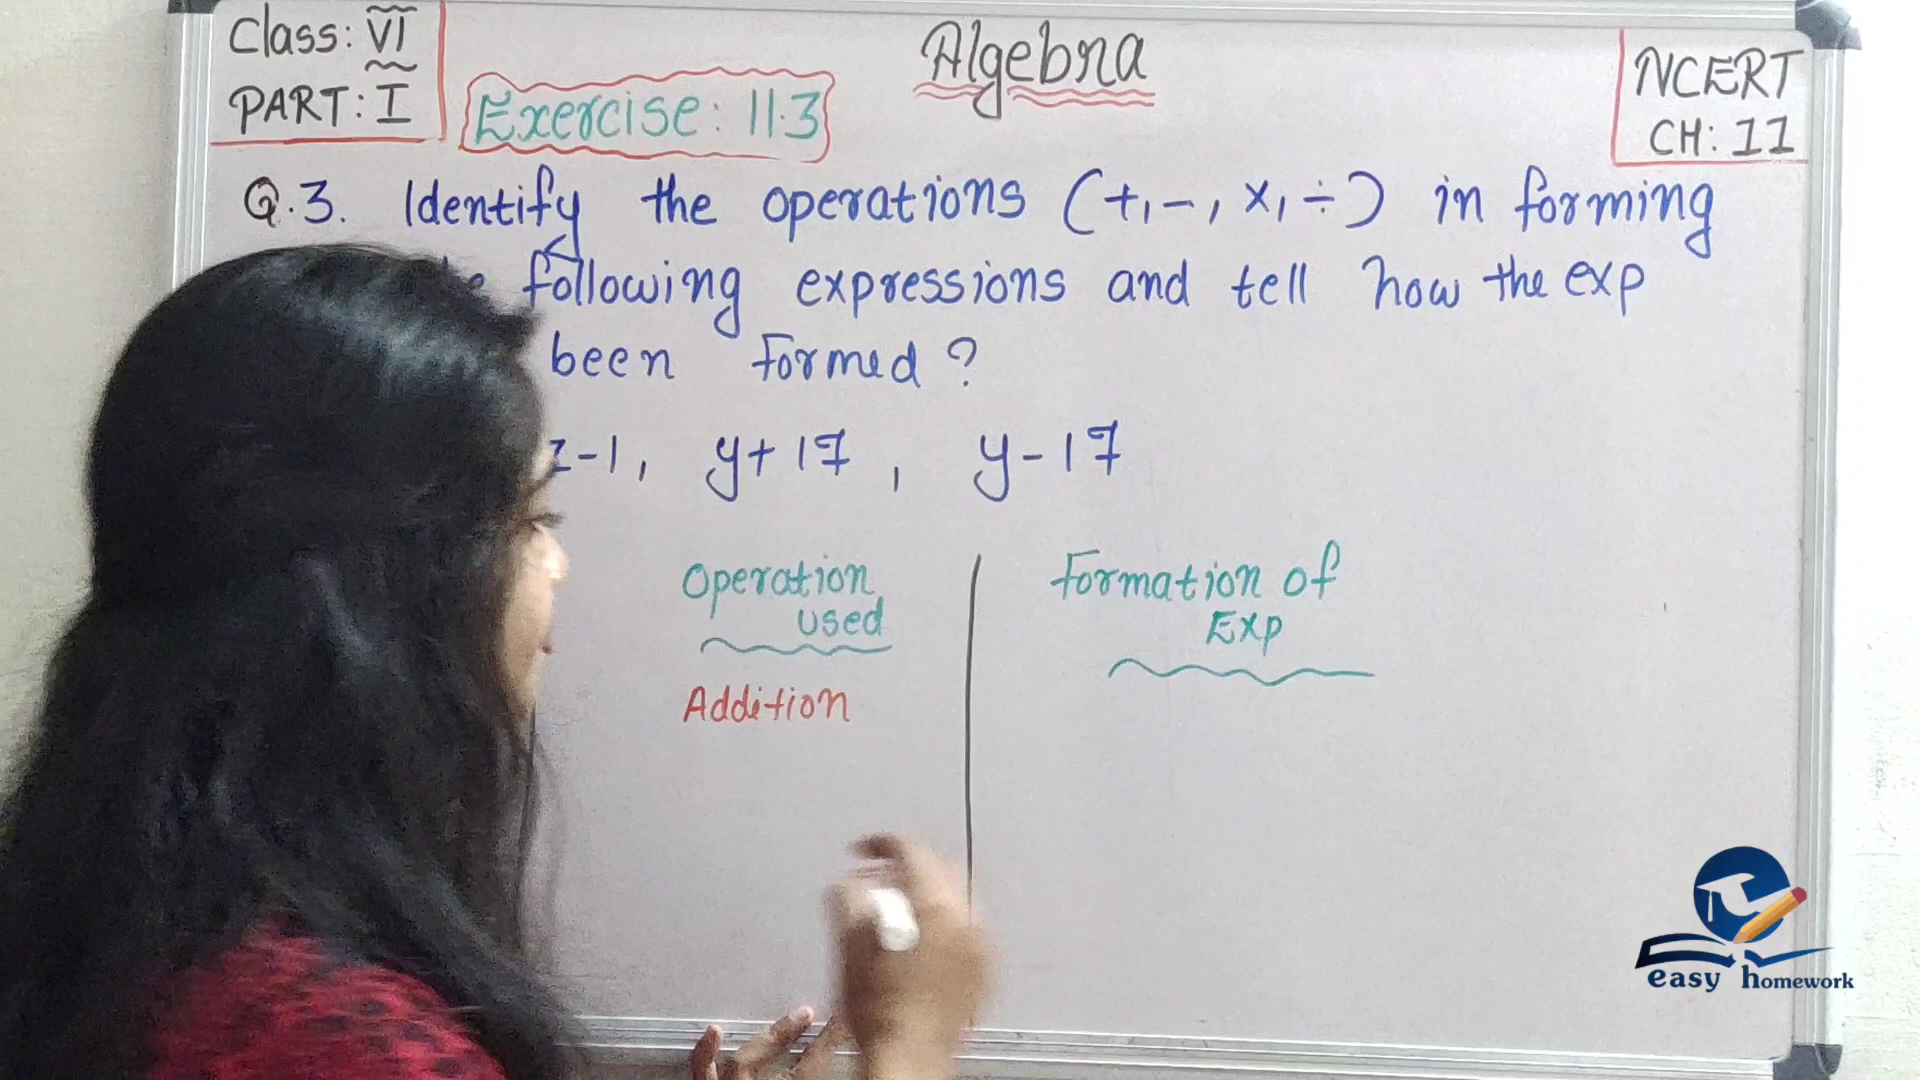 Class: VI
PART: I
Exercise: 11.3
Algebra
NCERT
CH: 11
Q.3. Identify the operations (+, -, x, ÷) in forming
following expressions and tell how the exp
been formed?
z-1, y+17, y-17
Operation
used
Formation of
Exp
Addition
easy homework